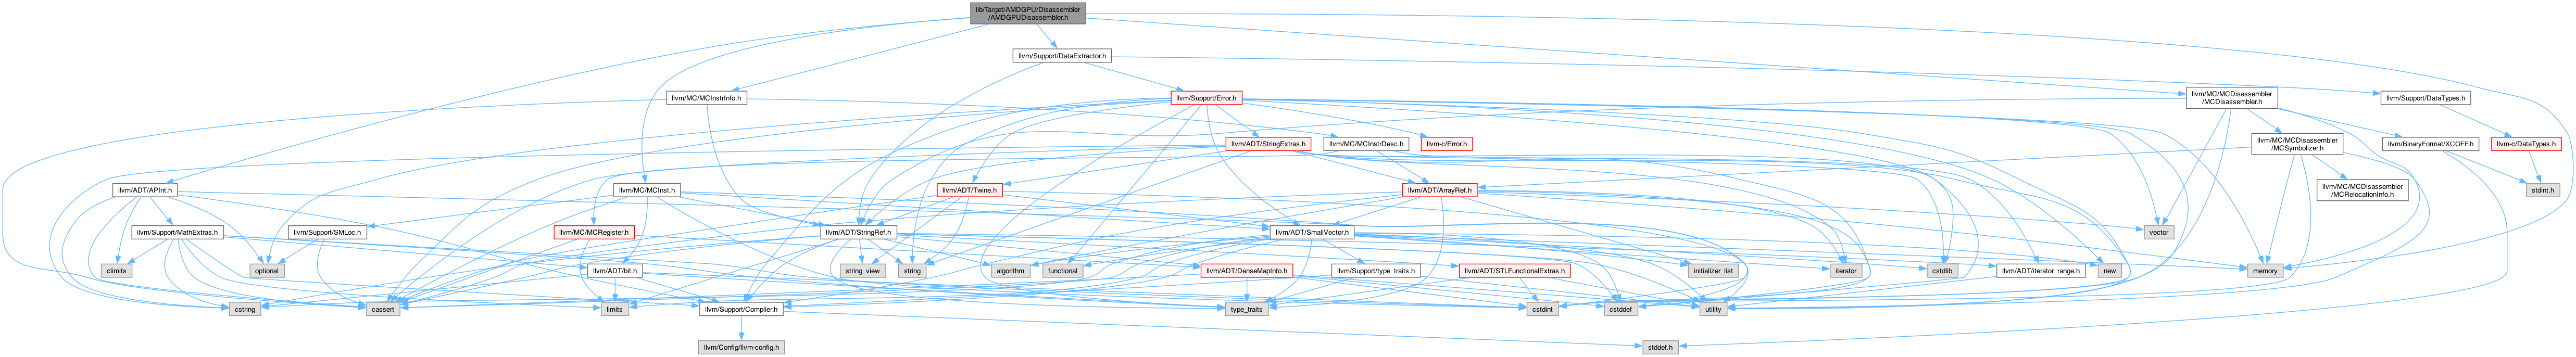 lib/Target/AMDGPU/Disassembler
/AMDGPUDisassembler.h
llvm/Support/DataExtractor.h
llvm/MC/MCInstrInfo.h
llvm/Support/Error.h
llvm/MC/MCDisassembler
/MCDisassembler.h
llvm/Support/DataTypes.h
llvm/ADT/StringExtras.h
llvm/MC/MCInstrDesc.h
llvm-c/Error.h
llvm/MC/MCDisassembler
/MCSymbolizer.h
llvm/BinaryFormat/XCOFF.h
llvm-c/DataTypes.h
llvm/ADT/APInt.h
llvm/MC/MCInst.h
llvm/ADT/Twine.h
llvm/ADT/ArrayRef.h
llvm/MC/MCDisassembler
/MCRelocationInfo.h
stdint.h
llvm/Support/MathExtras.h
llvm/Support/SMLoc.h
llvm/MC/MCRegister.h
llvm/ADT/StringRef.h
llvm/ADT/SmallVector.h
vector
climits
optional
llvm/ADT/bit.h
string_view
string
llvm/ADT/DenseMapInfo.h
algorithm
functional
llvm/Support/type_traits.h
llvm/ADT/STLFunctionalExtras.h
initializer_list
iterator
cstdlib
llvm/ADT/iterator_range.h
new
memory
cstring
cassert
limits
llvm/Support/Compiler.h
type_traits
cstdint
cstddef
utility
llvm/Config/llvm-config.h
stddef.h